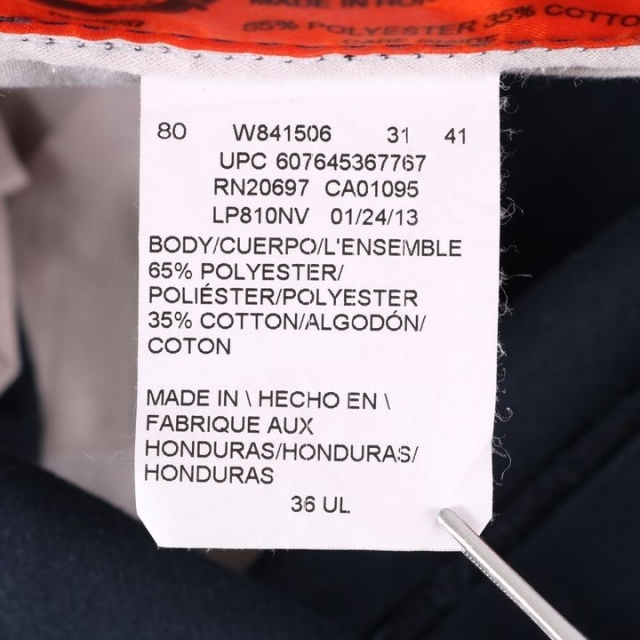 MADE IN HON
65% POLYESTER 35% COTTO
80 W841506 31 41
UPC 607645367767
RN20697 CA01095
LP810NV 01/24/13
BODY/CUERPO/L'ENSEMBLE
65% POLYESTER/
POLIÉSTER/POLYESTER
35% COTTON/ALGODÓN/
COTON
MADE IN \ HECHO EN \
FABRIQUE AUX
HONDURAS/HONDURAS/
HONDURAS
36 UL